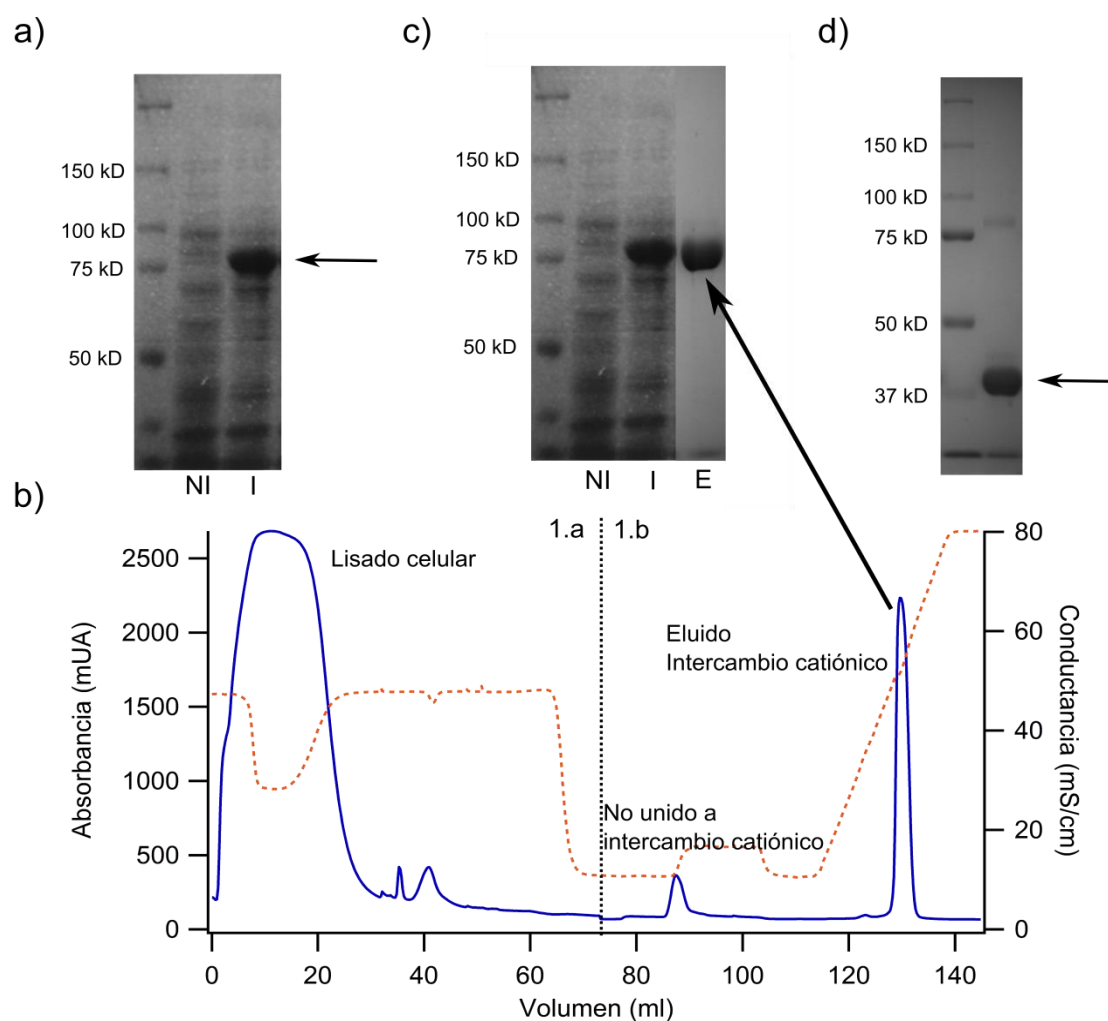 a)
150 kD
100 kD
75 kD
50 kD
NI I
c)
150 kD
100 kD
75 kD
50 kD
NI I E
d)
150 kD
100 kD
75 kD
50 kD
37 kD
b)
1.a 1.b
Lisado celular
Eluido
Intercambio catiónico
No unido a
intercambo catiónico
Absorbancia (mUA)
2500
2000
1500
1000
500
0
Conductancia (mS/cm)
80
60
40
20
0
0 20 40 60 80 100 120 140
Volumen (ml)